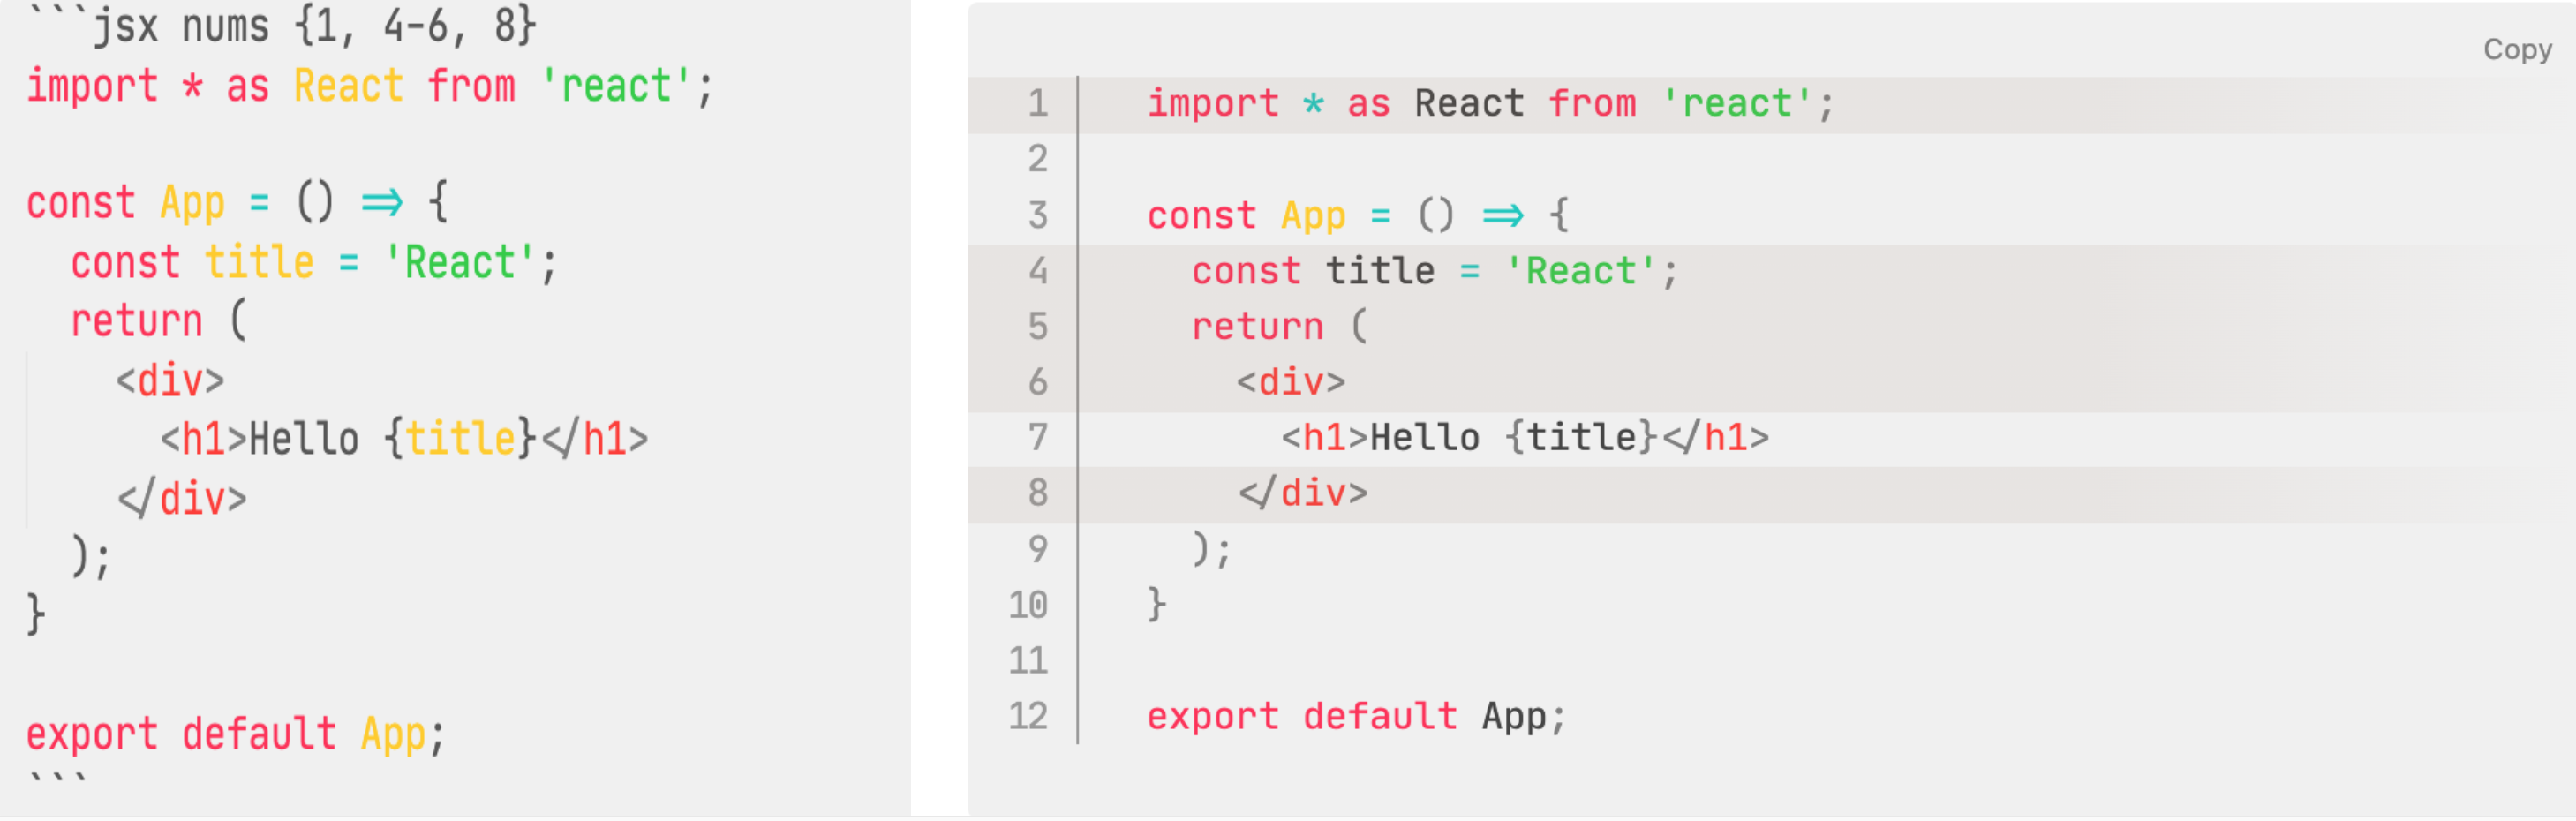 ```jsx nums {1, 4-6, 8}
import * as React from 'react';

const App = () => {
  const title = 'React';
  return (
    <div>
      <h1>Hello {title}</h1>
    </div>
  );
}

export default App;
```
Copy
1 import * as React from 'react';
2
3 const App = () => {
4   const title = 'React';
5   return (
6     <div>
7       <h1>Hello {title}</h1>
8     </div>
9   );
10 }
11
12 export default App;